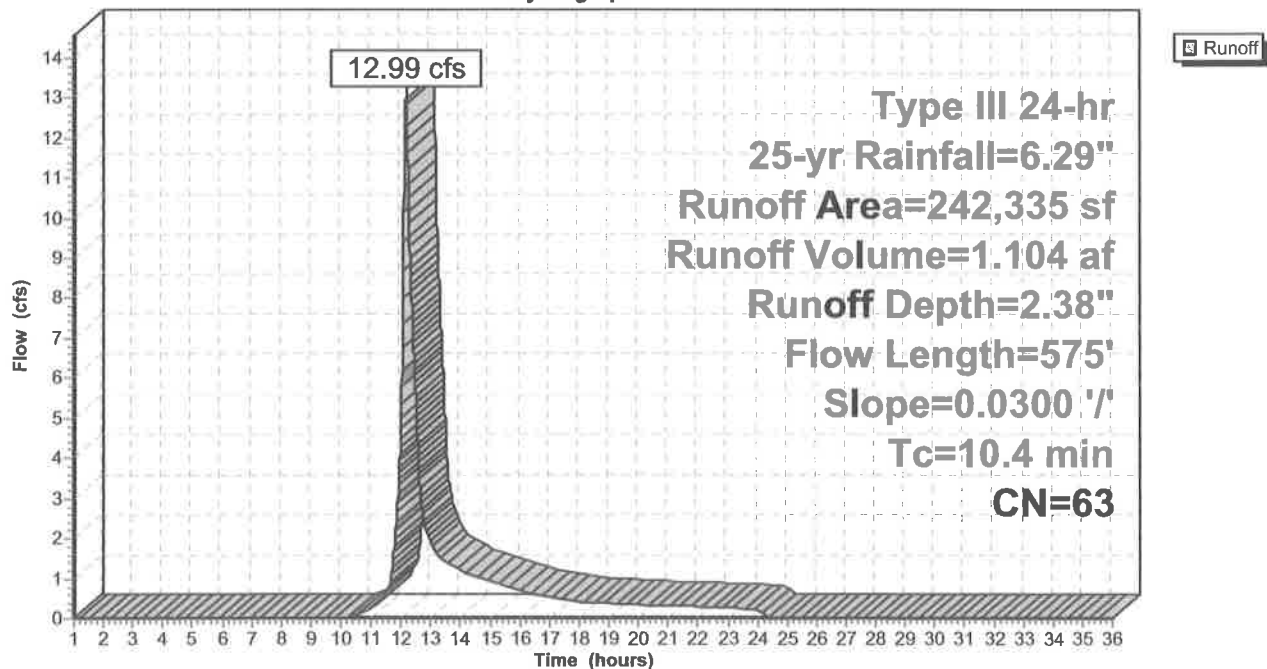 Runoff
12.99 cfs
Type III 24-hr
25-yr Rainfall=6.29"
Runoff Area=242,335 sf
Runoff Volume=1.104 af
Runoff Depth=2.38"
Flow Length=575'
Slope=0.0300 '/'
Tc=10.4 min
CN=63
Flow (cfs)
14
13
12
11
10
9
8
7
6
5
4
3
2
1
0
1 2 3 4 5 6 7 8 9 10 11 12 13 14 15 16 17 18 19 20 21 22 23 24 25 26 27 28 29 30 31 32 33 34 35 36
Time (hours)